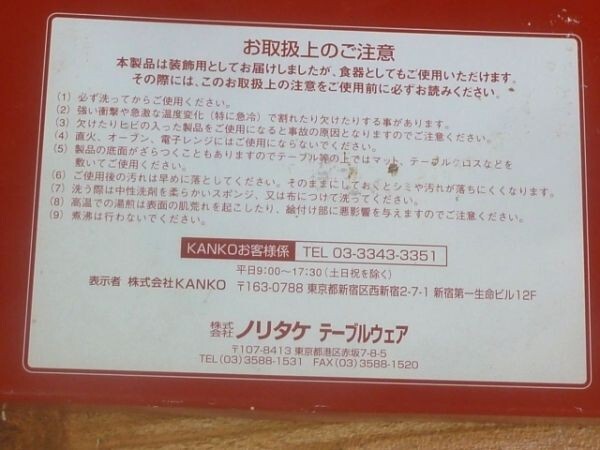 お取扱上のご注意
本製品は装飾用としてお届けしましたが、食器としてもご使用いただけます。
その際には、このお取扱上の注意をご使用前に必ずお読みください。
(1) 必ず洗ってからご使用ください。
(2) 強い衝撃や急激な温度変化(特に急冷)で割れたり欠けたりする事があります。
(3) 欠けたりヒビの入った製品をご使用になると事故の原因となりますのでご注意ください。
(4) 直火、オーブン、電子レンジにはご使用にならないでください。
(5) 製品の底面がざらつくこともありますのでテーブル等の上ではマット、テーブルクロスなどを
敷いてご使用ください。
(6) ご使用後の汚れは早めに落としてください。そのままにしておくとシミや汚れが落ちにくくなります。
(7) 洗う際は中性洗剤を柔らかいスポンジ、又は布につけて洗ってください。
(8) 高温での湯煎は表面の肌荒れを起こしたり、絵付け部に悪影響を与えますのでご注意ください。
(9) 煮沸は行わないでください。
KANKOお客様係 TEL 03-3343-3351
平日9:00〜17:30(土日祝を除く)
表示者 株式会社KANKO 〒163-0788 東京都新宿区西新宿2-7-1 新宿第一生命ビル12F
株式会社 ノリタケ テーブルウェア
〒107-8413 東京都港区赤坂7-8-5
TEL(03)3588-1531 FAX(03)3588-1520